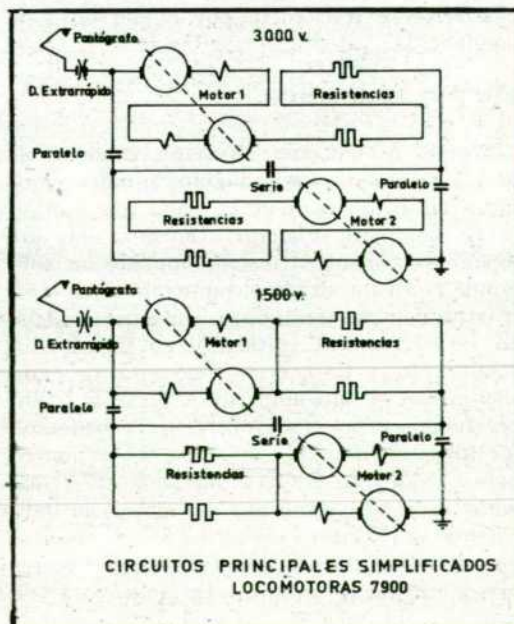 3000 v.
Pantógrafo
D. Extrarrápido
Motor 1
Resistencias
Paralelo
Serie
Paralelo
Resistencias
Motor 2
1500 v.
Pantógrafo
D. Extrarrápido
Motor 1
Resistencias
Paralelo
Serie
Paralelo
Resistencias
Motor 2
CIRCUITOS PRINCIPALES SIMPLIFICADOS
LOCOMOTORAS 7900